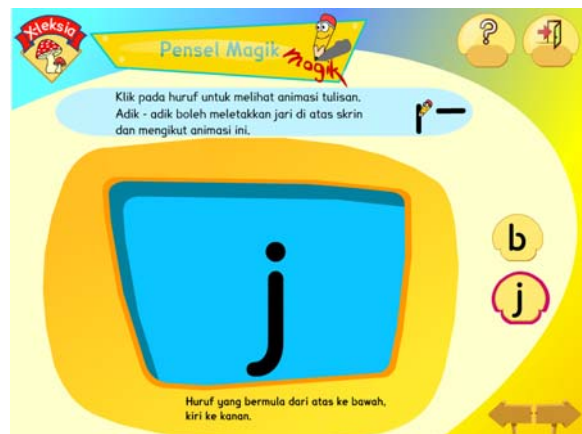 X-leksia
Pensel Magik
magik
?
Klik pada huruf untuk melihat animasi tulisan.
Adik - adik boleh meletakkan jari di atas skrin
dan mengikut animasi ini.
r
b
j
j
Huruf yang bermula dari atas ke bawah,
kiri ke kanan.